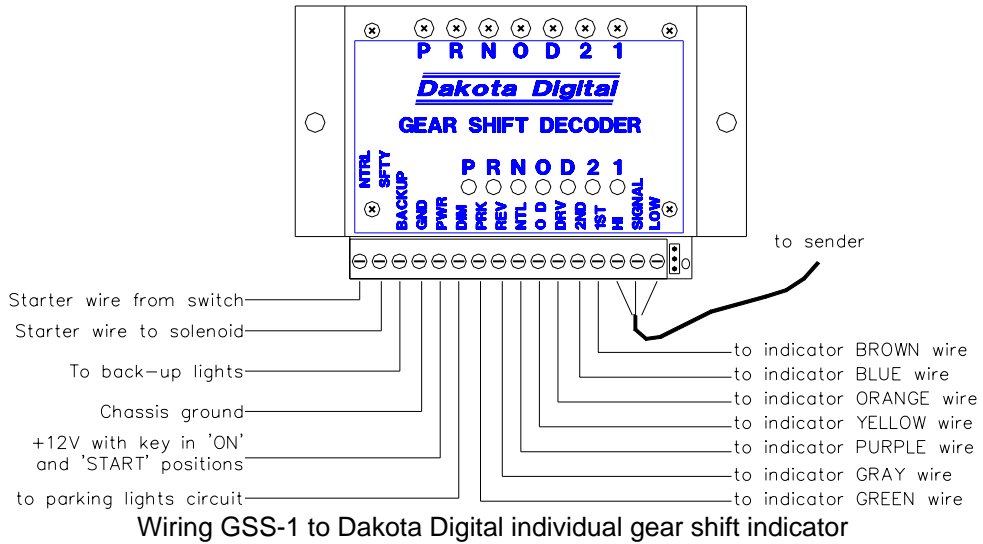 P R N O D 2 1
Dakota Digital
GEAR SHIFT DECODER
P R N O D 2 1
NTRL
SFTY
BACKUP
GND
PWR
DIM
PRK
REV
NTL
O D
DRV
2ND
1ST
HI
SIGNAL
LOW
to sender
Starter wire from switch
Starter wire to solenoid
To back-up lights
Chassis ground
+12V with key in 'ON'
and 'START' positions
to parking lights circuit
to indicator BROWN wire
to indicator BLUE wire
to indicator ORANGE wire
to indicator YELLOW wire
to indicator PURPLE wire
to indicator GRAY wire
to indicator GREEN wire
Wiring GSS-1 to Dakota Digital individual gear shift indicator